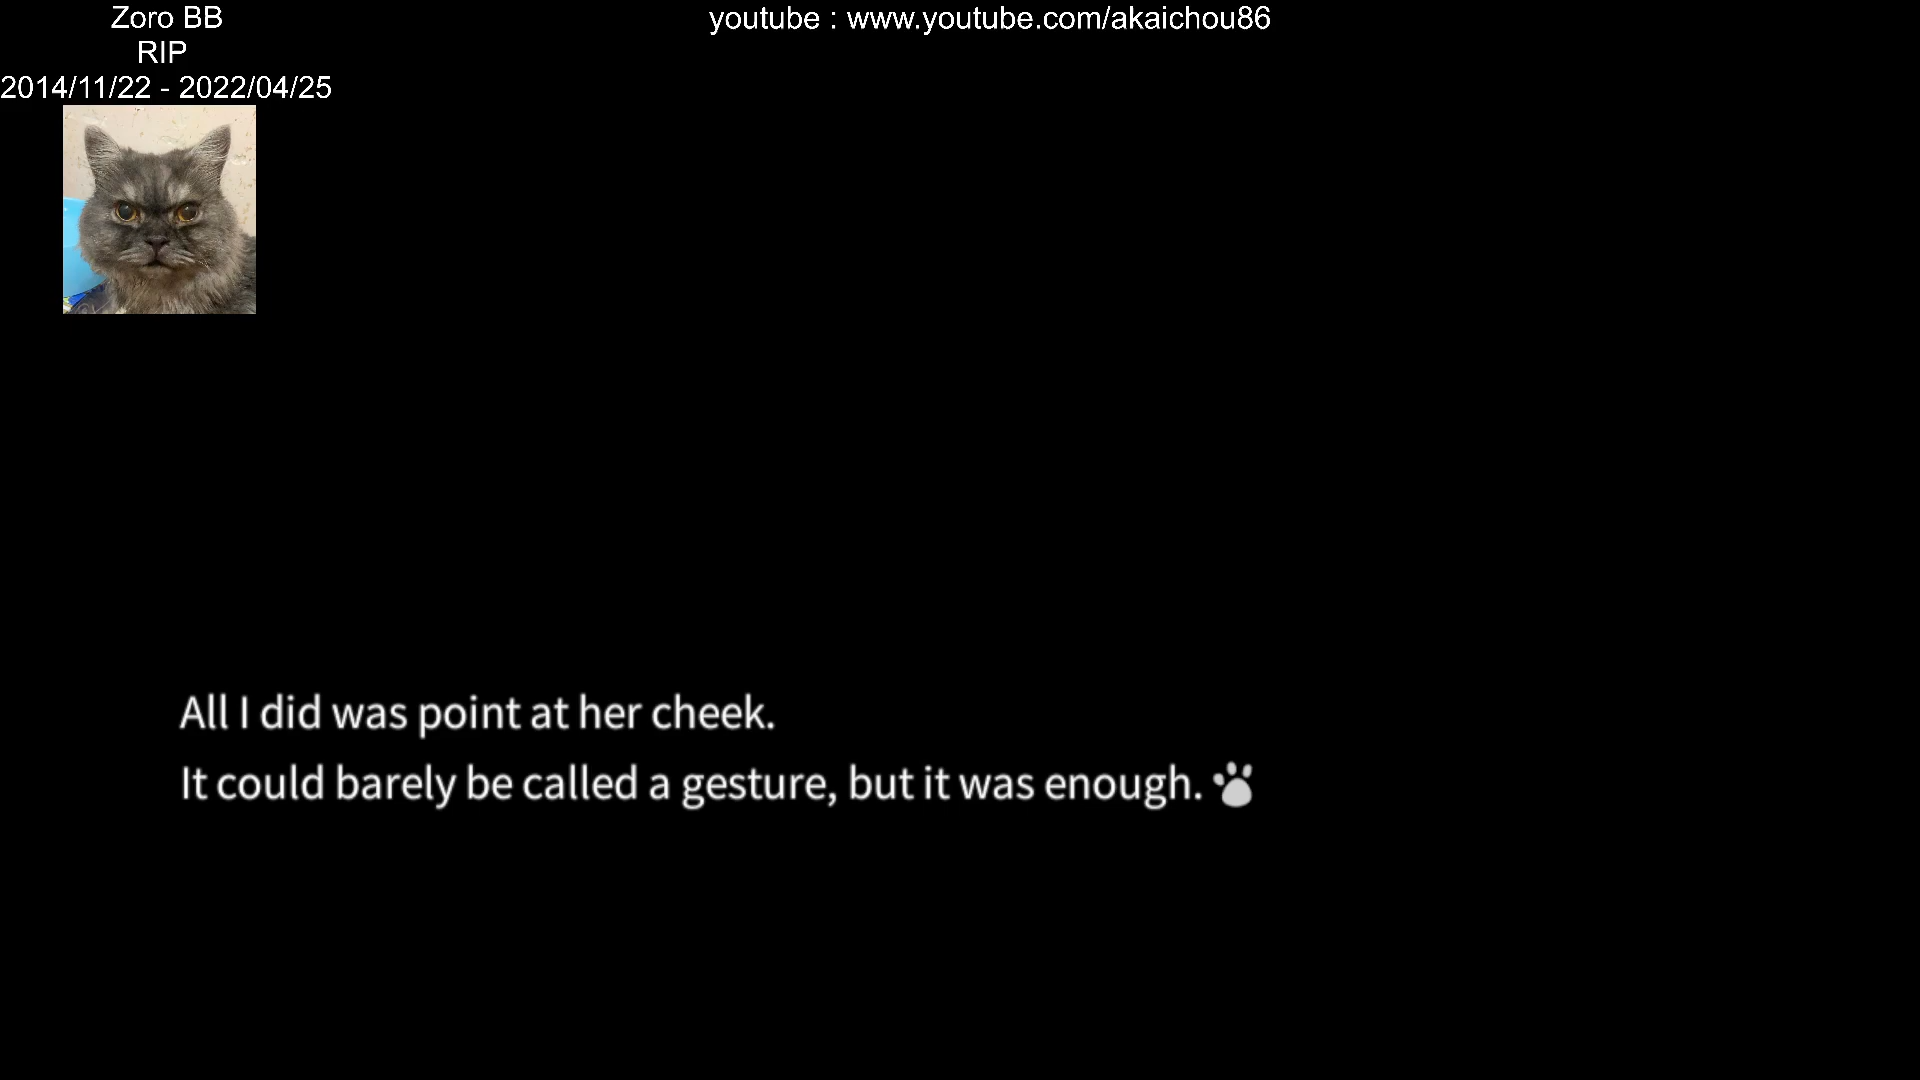 Zoro BB
RIP
2014/11/22 - 2022/04/25
youtube : www.youtube.com/akaichou86
All I did was point at her cheek.
It could barely be called a gesture, but it was enough.